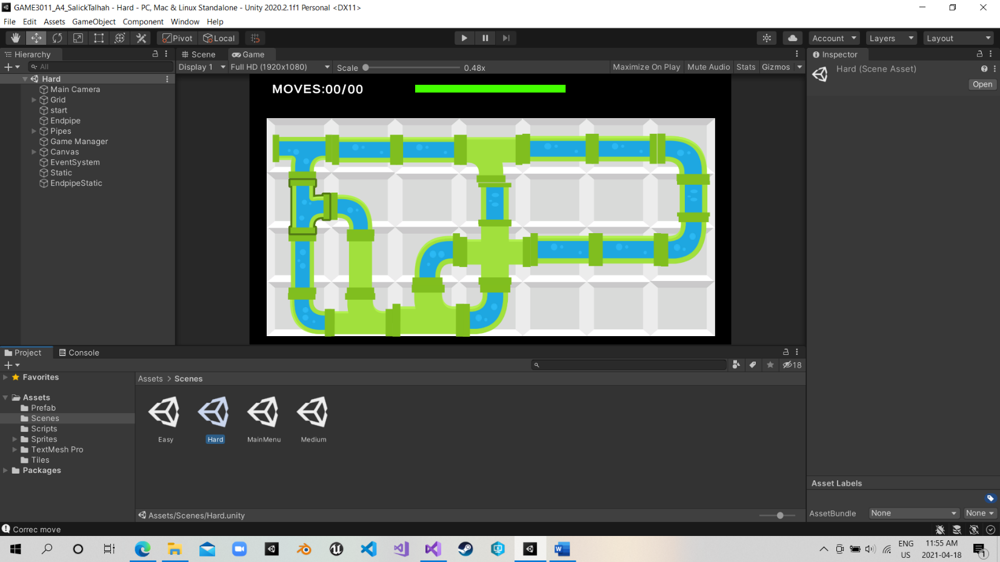 GAME3011_A4_SalickTalhah - Hard - PC, Mac & Linux Standalone - Unity 2020.2.1f1 Personal <DX11>
File Edit Assets GameObject Component Window Help
Pivot Local Account Layers Layout
Hierarchy
All
Hard
Main Camera
Grid
start
Endpipe
Pipes
Game Manager
Canvas
EventSystem
Static
EndpipeStatic
Scene Game
Display 1 Full HD (1920x1080) Scale 0.48x Maximize On Play Mute Audio Stats Gizmos
MOVES:00/00
Inspector
Hard (Scene Asset)
Open
Project Console
18
Favorites
Assets
Prefab
Scenes
Scripts
Sprites
TextMesh Pro
Tiles
Packages
Assets > Scenes
Easy Hard MainMenu Medium
Assets/Scenes/Hard.unity
Asset Labels
AssetBundle None None
Correc move
ENG
US
11:55 AM
2021-04-18
1